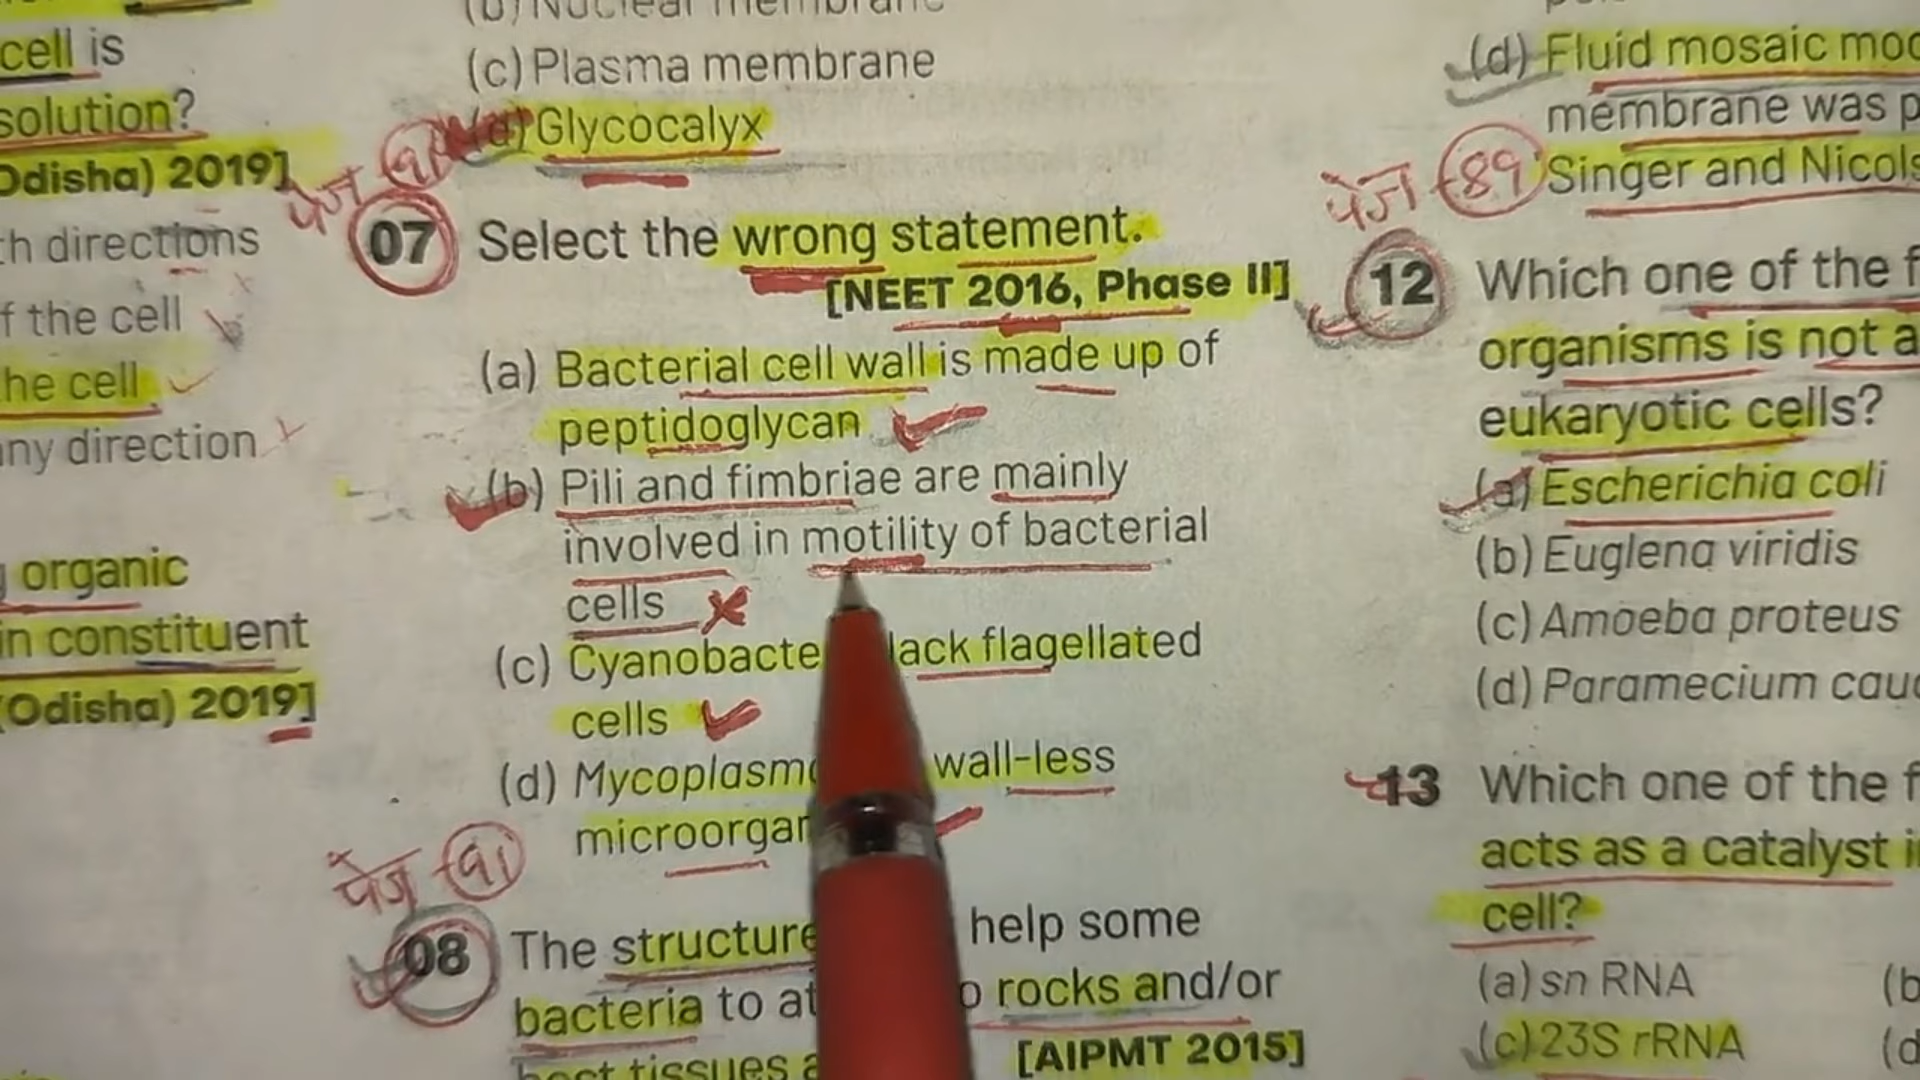 cell is
solution?
Odisha) 2019]
th directions
f the cell
he cell
ny direction
organic
in constituent
(Odisha) 2019]
(b) Nuclear membrane
(c) Plasma membrane
(d) Glycocalyx
पेज 91
07 Select the wrong statement.
[NEET 2016, Phase II]
(a) Bacterial cell wall is made up of
peptidoglycan
(b) Pili and fimbriae are mainly
involved in motility of bacterial
cells
(c) Cyanobacte lack flagellated
cells
(d) Mycoplasm wall-less
microorgan
पेज 91
08 The structure help some
bacteria to at o rocks and/or
tissues
[AIPMT 2015]
(d) Fluid mosaic mod
membrane was p
Singer and Nicols
पेज 89
12 Which one of the f
organisms is not a
eukaryotic cells?
(a) Escherichia coli
(b) Euglena viridis
(c) Amoeba proteus
(d) Paramecium cau
13 Which one of the f
acts as a catalyst i
cell?
(a) sn RNA (b
(c) 23S rRNA (d